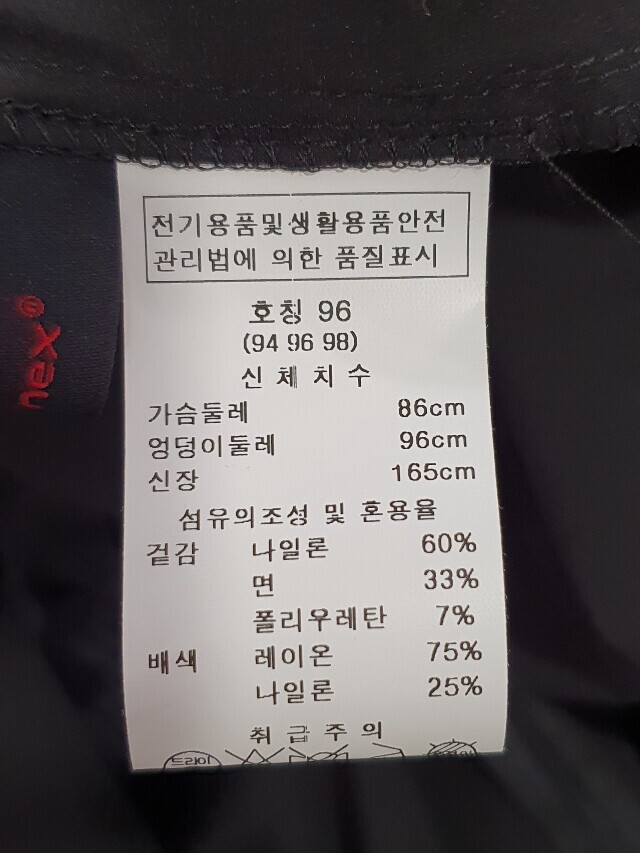 전기용품및생활용품안전
관리법에 의한 품질표시
호칭 96
(94 96 98)
신 체 치 수
가슴둘레 86cm
엉덩이둘레 96cm
신장 165cm
섬유의조성 및 혼용율
겉감 나일론 60%
면 33%
폴리우레탄 7%
배색 레이온 75%
나일론 25%
취 급 주 의
드라이